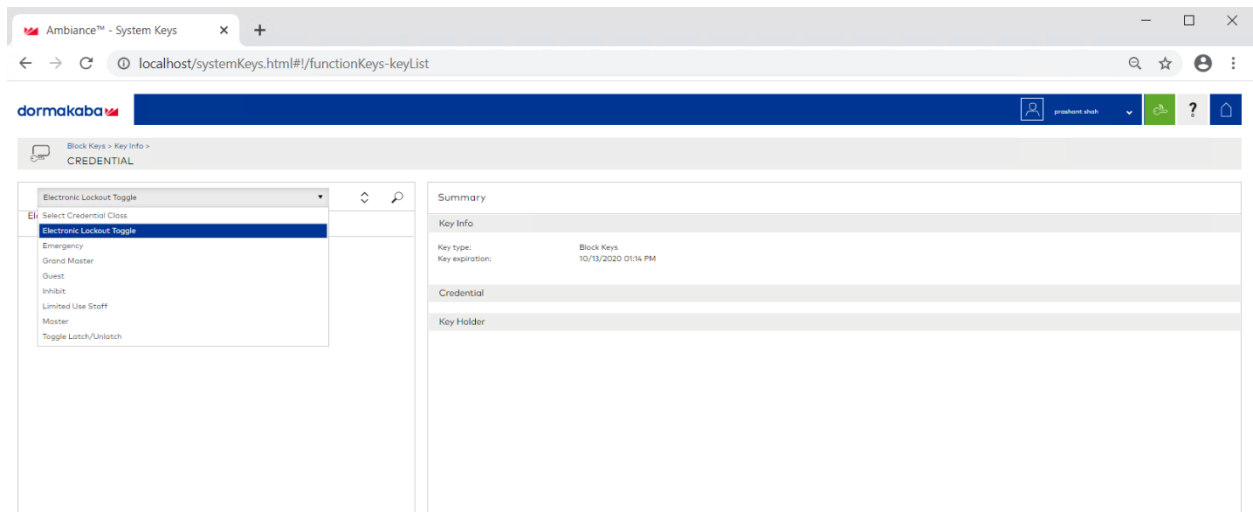 Ambiance™ - System Keys
localhost/systemKeys.html#!/functionKeys-keyList
dormakaba
prashant shah
?
Block Keys > Key Info >
CREDENTIAL
Electronic Lockout Toggle
Select Credential Class
Electronic Lockout Toggle
Emergency
Grand Master
Guest
Inhibit
Limited Use Staff
Master
Toggle Latch/Unlatch
Summary
Key Info
Key type: Block Keys
Key expiration: 10/13/2020 01:14 PM
Credential
Key Holder